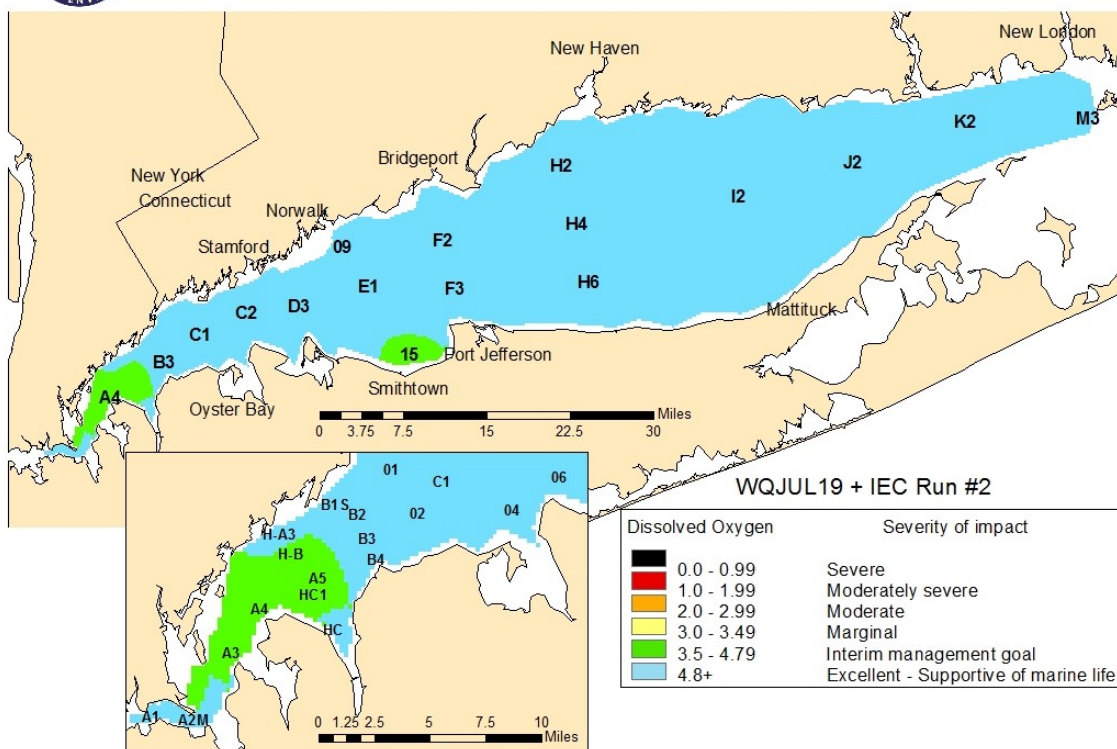 ENV
New London
New Haven
K2
M3
Bridgeport
H2
J2
New York
Connecticut
I2
Norwalk
09
F2
H4
Stamford
E1
F3
H6
C2
D3
Mattituck
C1
B3
15
Port Jefferson
A4
Smithtown
Oyster Bay
Miles
0 3.75 7.5 15 22.5 30
01
C1
06
WQJUL19 + IEC Run #2
B1 S
B2
02
04
H-A3
B3
H-B
B4
A5
HC1
A4
HC
A3
A1
A2M
0 1.25 2.5 5 7.5 10
Miles
Dissolved Oxygen Severity of impact
0.0 - 0.99 Severe
1.0 - 1.99 Moderately severe
2.0 - 2.99 Moderate
3.0 - 3.49 Marginal
3.5 - 4.79 Interim management goal
4.8+ Excellent - Supportive of marine life